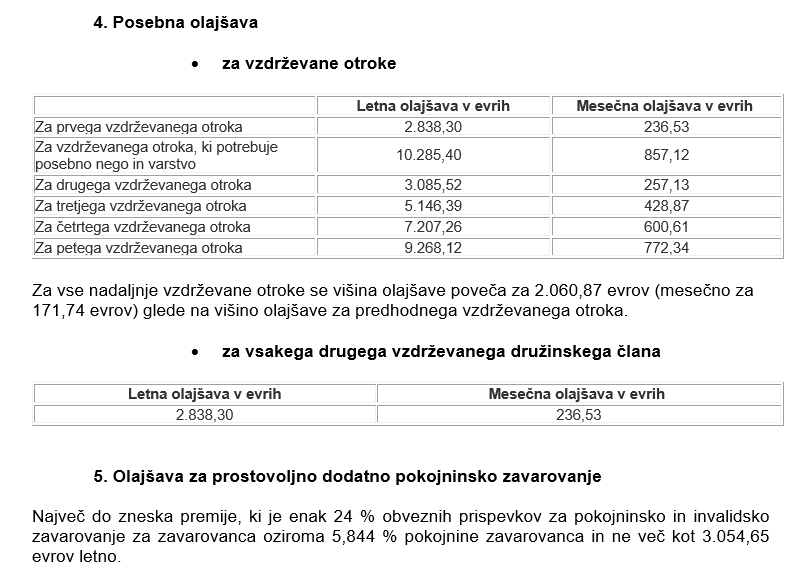 4. Posebna olajšava
• za vzdrževane otroke
Letna olajšava v evrih Mesečna olajšava v evrih
Za prvega vzdrževanega otroka 2.838,30 236,53
Za vzdrževanega otroka, ki potrebuje
posebno nego in varstvo 10.285,40 857,12
Za drugega vzdrževanega otroka 3.085,52 257,13
Za tretjega vzdrževanega otroka 5.146,39 428,87
Za četrtega vzdrževanega otroka 7.207,26 600,61
Za petega vzdrževanega otroka 9.268,12 772,34
Za vse nadaljnje vzdrževane otroke se višina olajšave poveča za 2.060,87 evrov (mesečno za
171,74 evrov) glede na višino olajšave za predhodnega vzdrževanega otroka.
• za vsakega drugega vzdrževanega družinskega člana
Letna olajšava v evrih Mesečna olajšava v evrih
2.838,30 236,53
5. Olajšava za prostovoljno dodatno pokojninsko zavarovanje
Največ do zneska premije, ki je enak 24 % obveznih prispevkov za pokojninsko in invalidsko
zavarovanje za zavarovanca oziroma 5,844 % pokojnine zavarovanca in ne več kot 3.054,65
evrov letno.